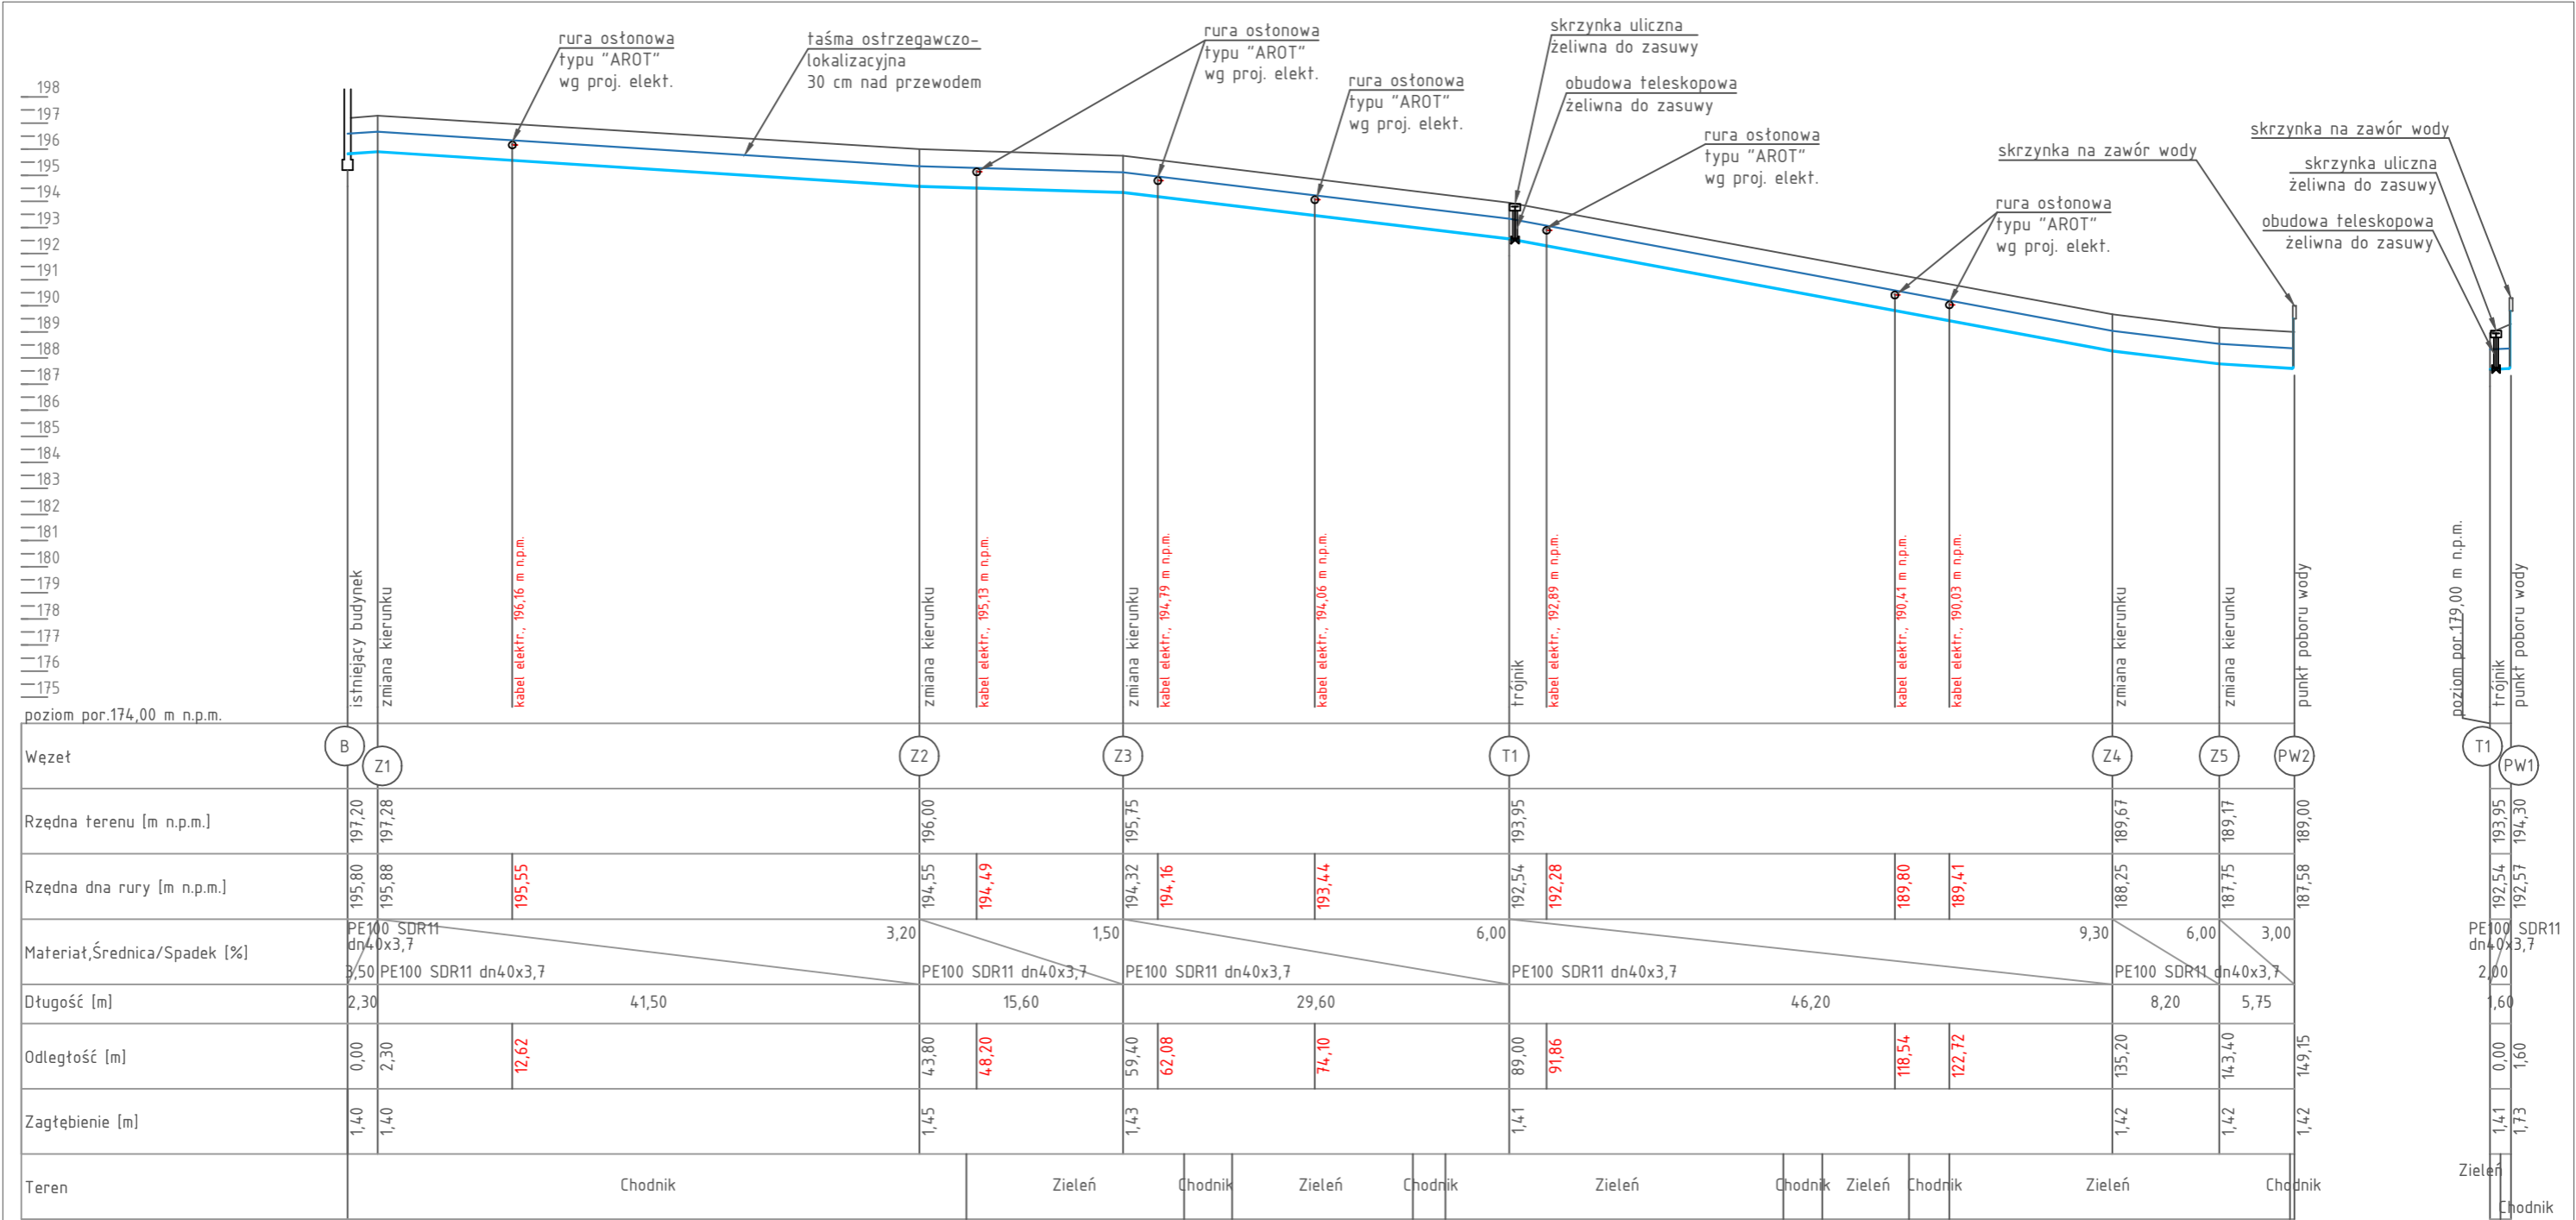 rura osłonowa
typu "AROT"
wg proj. elekt.
taśma ostrzegawczo-
lokalizacyjna
30 cm nad przewodem
rura osłonowa
typu "AROT"
wg proj. elekt.
rura osłonowa
typu "AROT"
wg proj. elekt.
skrzynka uliczna
żeliwna do zasuwy
obudowa teleskopowa
żeliwna do zasuwy
rura osłonowa
typu "AROT"
wg proj. elekt.
skrzynka na zawór wody
rura osłonowa
typu "AROT"
wg proj. elekt.
skrzynka na zawór wody
skrzynka uliczna
żeliwna do zasuwy
obudowa teleskopowa
żeliwna do zasuwy
198
197
196
195
194
193
192
191
190
189
188
187
186
185
184
183
182
181
180
179
178
177
176
175
poziom por.174,00 m n.p.m.
istniejący budynek
zmiana kierunku
kabel elektr., 196,16 m n.p.m.
zmiana kierunku
kabel elektr., 195,13 m n.p.m.
zmiana kierunku
kabel elektr., 194,79 m n.p.m.
kabel elektr., 194,06 m n.p.m.
trójnik
kabel elektr., 192,89 m n.p.m.
kabel elektr., 190,41 m n.p.m.
kabel elektr., 190,03 m n.p.m.
zmiana kierunku
zmiana kierunku
punkt poboru wody
poziom por.179,00 m n.p.m.
trójnik
punkt poboru wody
Węzeł
B
Z1
Z2
Z3
T1
Z4
Z5
PW2
T1
PW1
Rzędna terenu [m n.p.m.]
197,20
197,28
196,00
195,75
193,95
189,67
189,17
189,00
193,95
194,30
Rzędna dna rury [m n.p.m.]
195,80
195,88
195,55
194,55
194,49
194,32
194,16
193,44
192,54
192,28
189,80
189,41
188,25
187,75
187,58
192,54
192,57
Materiał,Średnica/Spadek [%]
PE100 SDR11
dn40x3,7
3,50
PE100 SDR11 dn40x3,7
3,20
PE100 SDR11 dn40x3,7
1,50
PE100 SDR11 dn40x3,7
6,00
PE100 SDR11 dn40x3,7
9,30
PE100 SDR11 dn40x3,7
6,00
3,00
PE100 SDR11
dn40x3,7
2,00
Długość [m]
2,30
41,50
15,60
29,60
46,20
8,20
5,75
1,60
Odległość [m]
0,00
2,30
12,62
43,80
48,20
59,40
62,08
74,10
89,00
91,86
118,54
122,72
135,20
143,40
149,15
0,00
1,60
Zagłębienie [m]
1,40
1,40
1,45
1,43
1,41
1,42
1,42
1,42
1,41
1,73
Teren
Chodnik
Zieleń
Chodnik
Zieleń
Chodnik
Zieleń
Chodnik
Zieleń
Chodnik
Zieleń
Chodnik
Zieleń
Chodnik